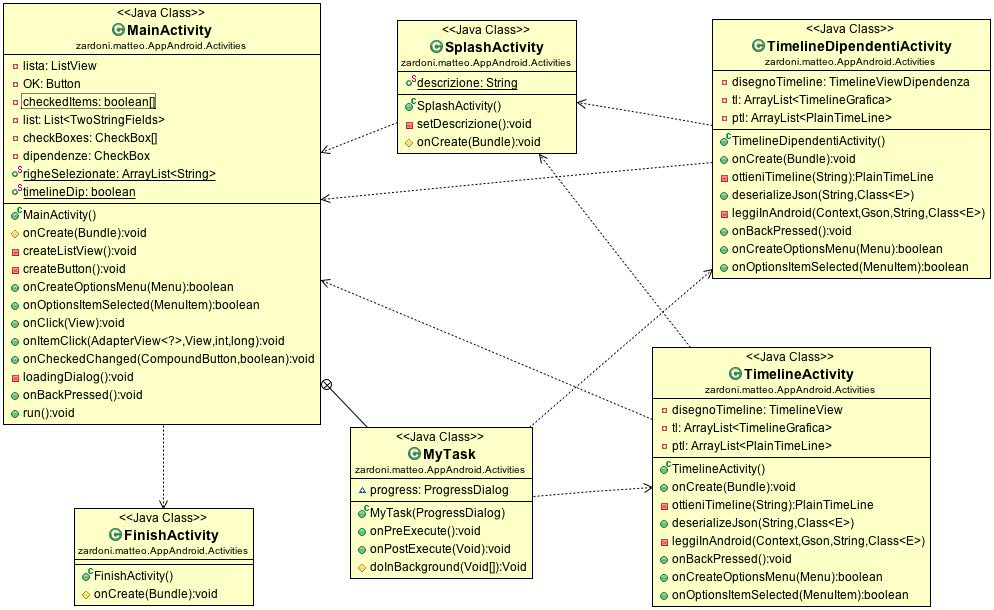 <<Java Class>>
MainActivity
zardoni.matteo.AppAndroid.Activities
lista: ListView
OK: Button
checkedItems: boolean[]
list: List<TwoStringFields>
checkBoxes: CheckBox[]
dipendenze: CheckBox
righeSelezionate: ArrayList<String>
timelineDip: boolean
MainActivity()
onCreate(Bundle):void
createListView():void
createButton():void
onCreateOptionsMenu(Menu):boolean
onOptionsItemSelected(MenuItem):boolean
onClick(View):void
onItemClick(AdapterView<?>,View,int,long):void
onCheckedChanged(CompoundButton,boolean):void
loadingDialog():void
onBackPressed():void
run():void
<<Java Class>>
SplashActivity
zardoni.matteo.AppAndroid.Activities
descrizione: String
SplashActivity()
setDescrizione():void
onCreate(Bundle):void
<<Java Class>>
TimelineDipendentiActivity
zardoni.matteo.AppAndroid.Activities
disegnoTimeline: TimelineViewDipendenza
tl: ArrayList<TimelineGrafica>
ptl: ArrayList<PlainTimeLine>
TimelineDipendentiActivity()
onCreate(Bundle):void
ottieniTimeline(String):PlainTimeLine
deserializeJson(String,Class<E>)
leggiInAndroid(Context,Gson,String,Class<E>)
onBackPressed():void
onCreateOptionsMenu(Menu):boolean
onOptionsItemSelected(MenuItem):boolean
<<Java Class>>
TimelineActivity
zardoni.matteo.AppAndroid.Activities
disegnoTimeline: TimelineView
tl: ArrayList<TimelineGrafica>
ptl: ArrayList<PlainTimeLine>
TimelineActivity()
onCreate(Bundle):void
ottieniTimeline(String):PlainTimeLine
deserializeJson(String,Class<E>)
leggiInAndroid(Context,Gson,String,Class<E>)
onBackPressed():void
onCreateOptionsMenu(Menu):boolean
onOptionsItemSelected(MenuItem):boolean
<<Java Class>>
MyTask
zardoni.matteo.AppAndroid.Activities
progress: ProgressDialog
MyTask(ProgressDialog)
onPreExecute():void
onPostExecute(Void):void
doInBackground(Void[]):Void
<<Java Class>>
FinishActivity
zardoni.matteo.AppAndroid.Activities
FinishActivity()
onCreate(Bundle):void